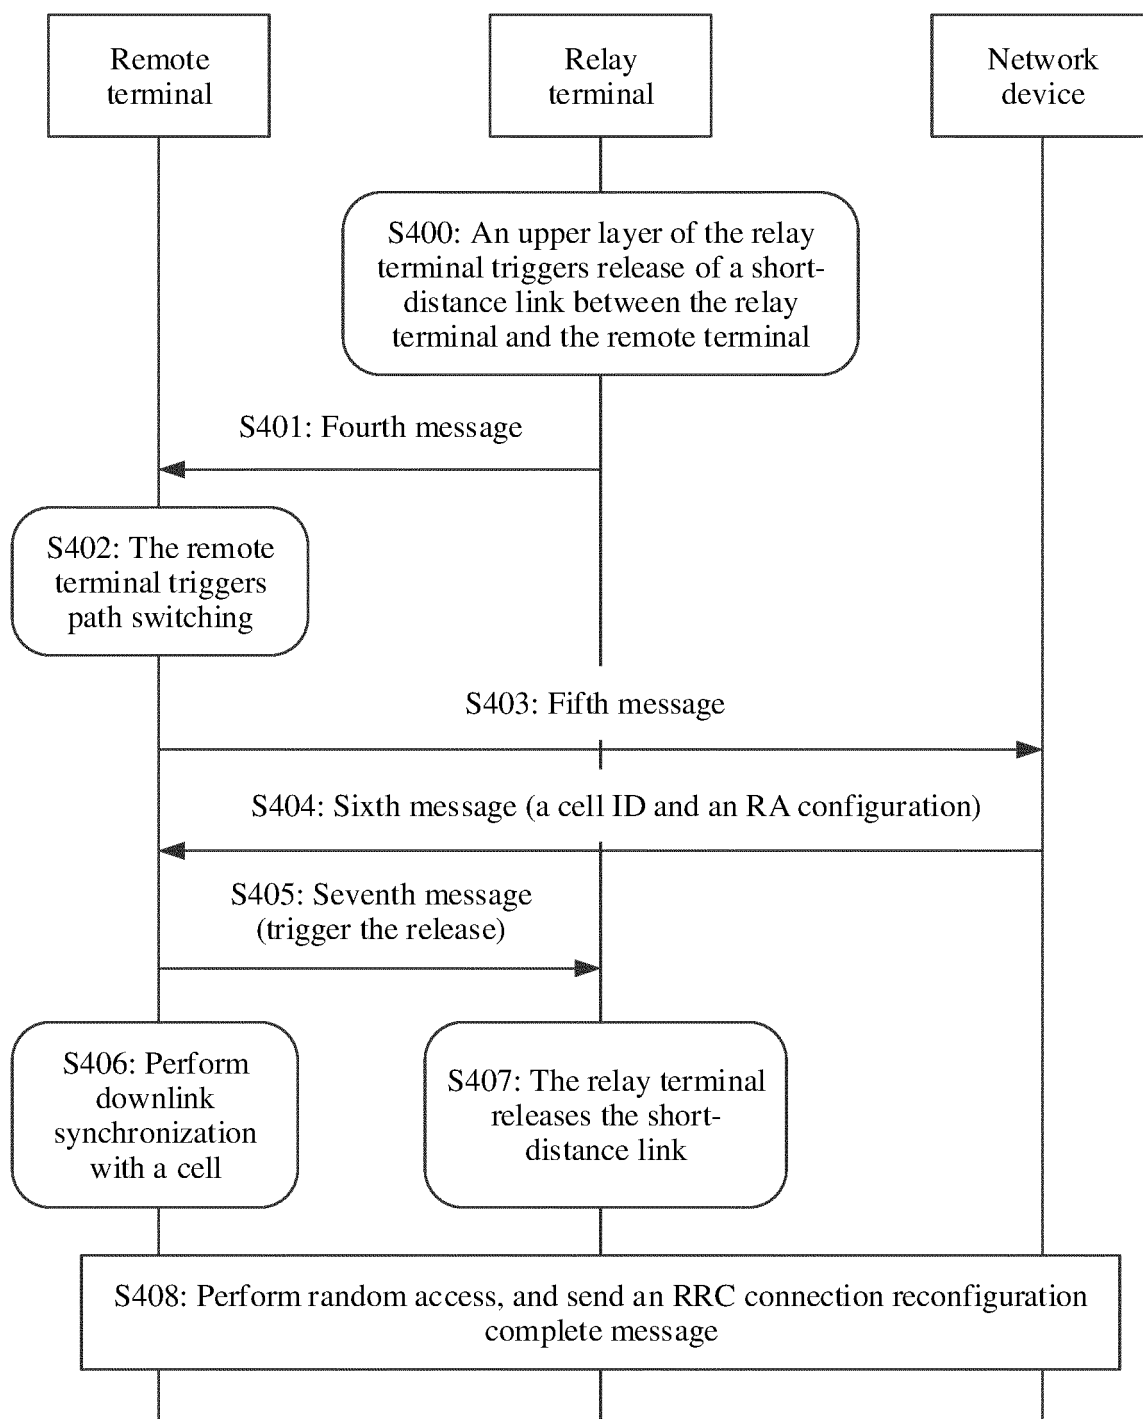 Remote
terminal
Relay
terminal
Network
device
S400: An upper layer of the relay
terminal triggers release of a short-
distance link between the relay
terminal and the remote terminal
S401: Fourth message
S402: The remote
terminal triggers
path switching
S403: Fifth message
S404: Sixth message (a cell ID and an RA configuration)
S405: Seventh message
(trigger the release)
S406: Perform
downlink
synchronization
with a cell
S407: The relay terminal
releases the short-
distance link
S408: Perform random access, and send an RRC connection reconfiguration
complete message